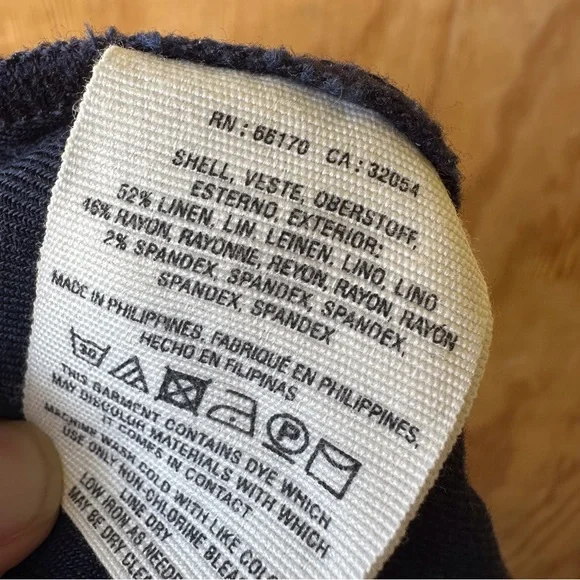 RN : 66170 CA : 32054
SHELL, VESTE, OBERSTOFF,
ESTERNO, EXTERIOR:
52% LINEN, LIN, LEINEN, LINO, LINO
46% RAYON, RAYONNE, REYON, RAYON, RAYÓN
2% SPANDEX, SPANDEX, SPANDEX,
SPANDEX, SPANDEX
MADE IN PHILIPPINES, FABRIQUÉ EN PHILIPPINES,
HECHO EN FILIPINAS
30 P
THIS GARMENT CONTAINS DYE WHICH
MAY DISCOLOR MATERIALS WITH WHICH
IT COMES IN CONTACT
MACHINE WASH COLD WITH LIKE
USE ONLY NON-CHLORINE
LINE DRY
LOW IRON AS NEEDED
MAY BE DRY